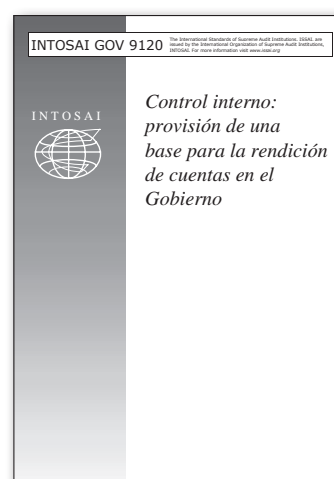 INTOSAI GOV 9120
The International Standards of Supreme Audit Institutions, ISSAI, are
issued by the International Organization of Supreme Audit Institutions,
INTOSAI. For more information visit www.issai.org
INTOSAI
Control interno:
provisión de una
base para la rendición
de cuentas en el
Gobierno